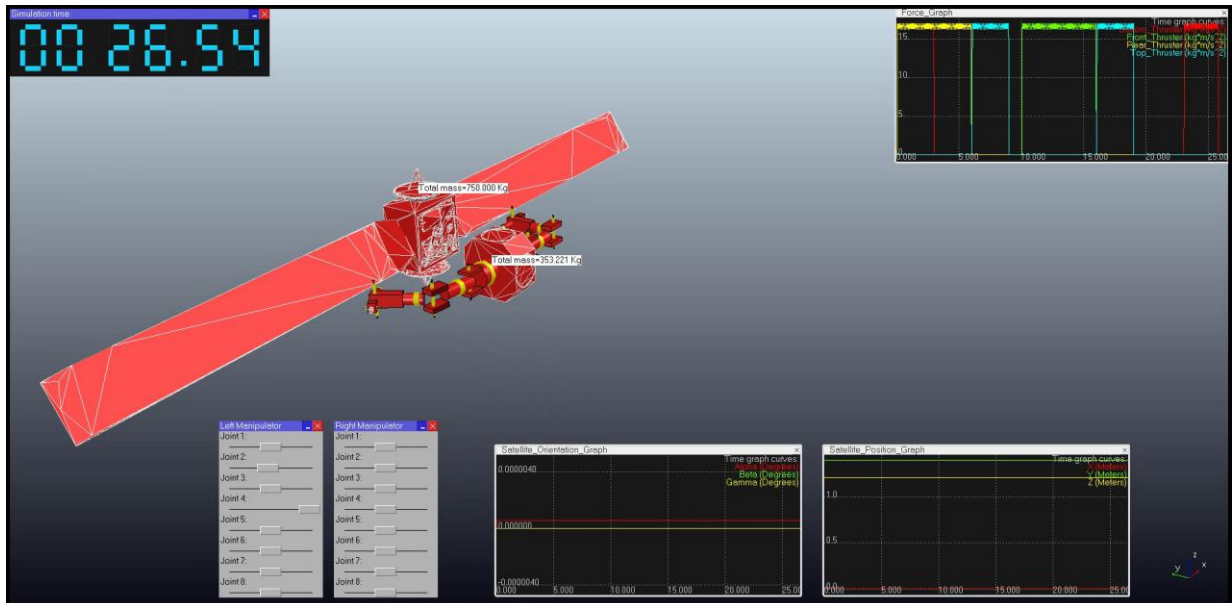 Simulation time
00 26.54
Force_Graph
Time graph curves:
Front_Thruster (kg*m/s^2)
Rear_Thruster (kg*m/s^2)
Top_Thruster (kg*m/s^2)
15.
10.
5
0
0.000 5.000 10.000 15.000 20.000 25.00
Total mass=750.000 Kg
Total mass=353.221 Kg
Left Manipulator
Joint 1:
Joint 2:
Joint 3:
Joint 4:
Joint 5:
Joint 6:
Joint 7:
Joint 8:
Right Manipulator
Joint 1:
Joint 2:
Joint 3:
Joint 4:
Joint 5:
Joint 6:
Joint 7:
Joint 8:
Satellite_Orientation_Graph
Time graph curves:
Alpha (Degrees)
Beta (Degrees)
Gamma (Degrees)
0.0000040
0.000000
-0.0000040
0.000 5.000 10.000 15.000 20.000 25.00
Satellite_Position_Graph
Time graph curves:
X (Meters)
Y (Meters)
Z (Meters)
1.0
0.5
0.0
0.000 5.000 10.000 15.000 20.000 25.00
z
y x